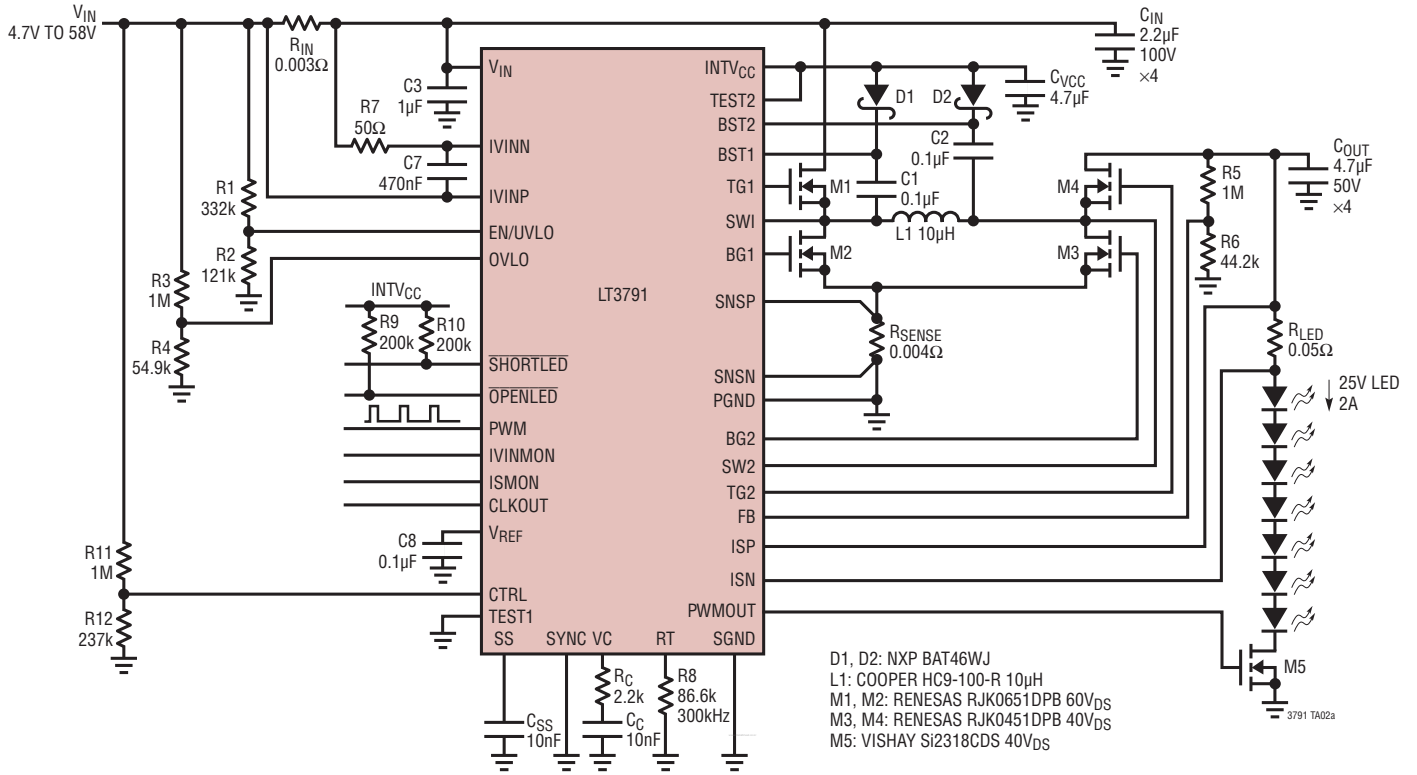 VIN
4.7V TO 58V
RIN
0.003Ω
CIN
2.2µF
100V
×4
C3
1µF
R7
50Ω
C7
470nF
R1
332k
R2
121k
R3
1M
R4
54.9k
INTVCC
R9
200k
R10
200k
C8
0.1µF
R11
1M
R12
237k
VIN
IVINN
IVINP
EN/UVLO
OVLO
SHORTLED
OPENLED
PWM
IVINMON
ISMON
CLKOUT
VREF
CTRL
TEST1
SS
SYNC
VC
RT
SGND
LT3791
INTVCC
TEST2
BST2
BST1
TG1
SWI
BG1
SNSP
SNSN
PGND
BG2
SW2
TG2
FB
ISP
ISN
PWMOUT
D1
D2
CVCC
4.7µF
C2
0.1µF
C1
0.1µF
M1
M2
L1 10µH
M4
M3
RSENSE
0.004Ω
COUT
4.7µF
50V
×4
R5
1M
R6
44.2k
RLED
0.05Ω
25V LED
2A
M5
CSS
10nF
RC
2.2k
CC
10nF
R8
86.6k
300kHz
D1, D2: NXP BAT46WJ
L1: COOPER HC9-100-R 10µH
M1, M2: RENESAS RJK0651DPB 60VDS
M3, M4: RENESAS RJK0451DPB 40VDS
M5: VISHAY Si2318CDS 40VDS
3791 TA02a